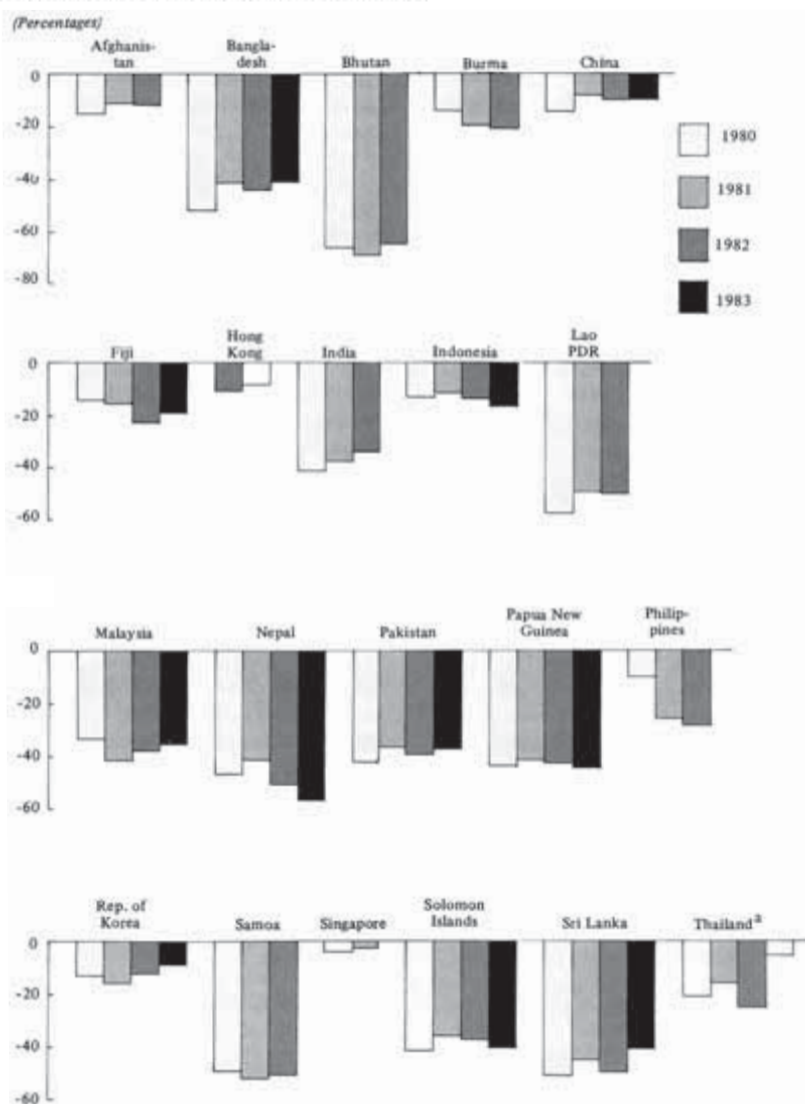 (Percentages)
Afghanis-
tan
Bangla-
desh
Bhutan
Burma
China
0
-20
-40
-60
-80
1980
1981
1982
1983
Fiji
Hong
Kong
India
Indonesia
Lao
PDR
0
-20
-40
-60
Malaysia
Nepal
Pakistan
Papua New
Guinea
Philip-
pines
0
-20
-40
-60
Rep. of
Korea
Samoa
Singapore
Solomon
Islands
Sri Lanka
Thailand a
0
-20
-40
-60